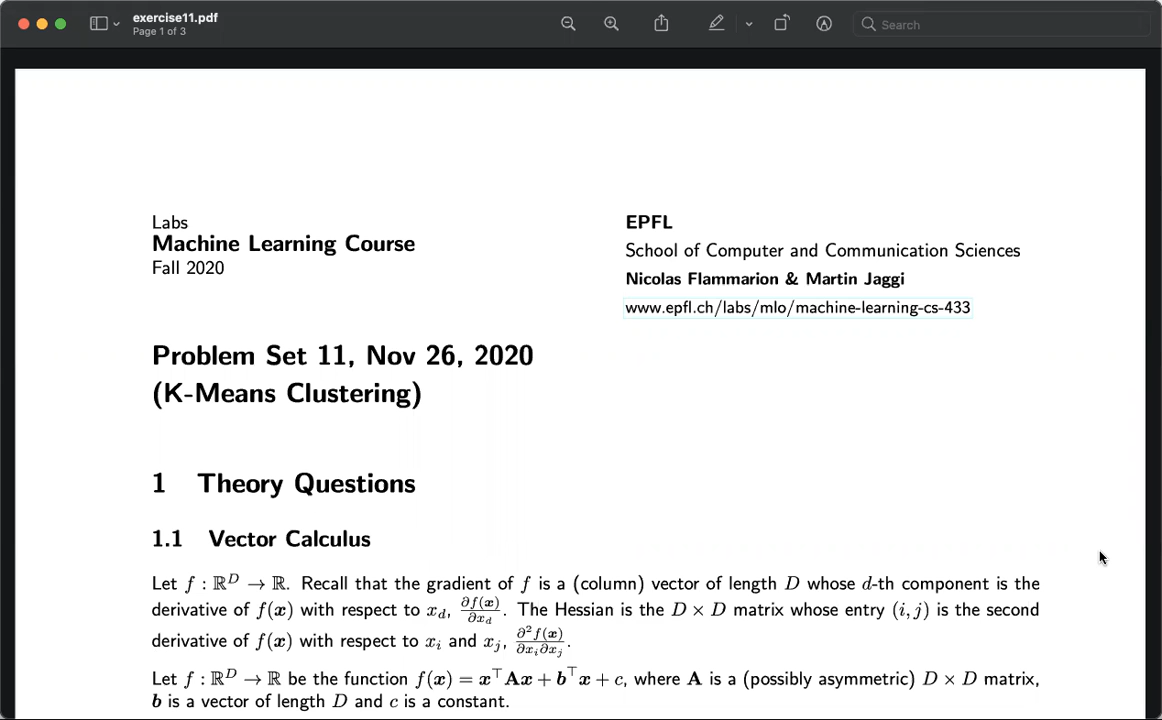 exercise11.pdf
Page 1 of 3
Search
Labs
Machine Learning Course
Fall 2020
EPFL
School of Computer and Communication Sciences
Nicolas Flammarion & Martin Jaggi
www.epfl.ch/labs/mlo/machine-learning-cs-433
Problem Set 11, Nov 26, 2020
(K-Means Clustering)
1 Theory Questions
1.1 Vector Calculus
Let f : ℝ^D → ℝ. Recall that the gradient of f is a (column) vector of length D whose d-th component is the
derivative of f(x) with respect to x_d, ∂f(x)/∂x_d. The Hessian is the D × D matrix whose entry (i, j) is the second
derivative of f(x) with respect to x_i and x_j, ∂²f(x)/∂x_i∂x_j.
Let f : ℝ^D → ℝ be the function f(x) = x^⊤Ax + b^⊤x + c, where A is a (possibly asymmetric) D × D matrix,
b is a vector of length D and c is a constant.